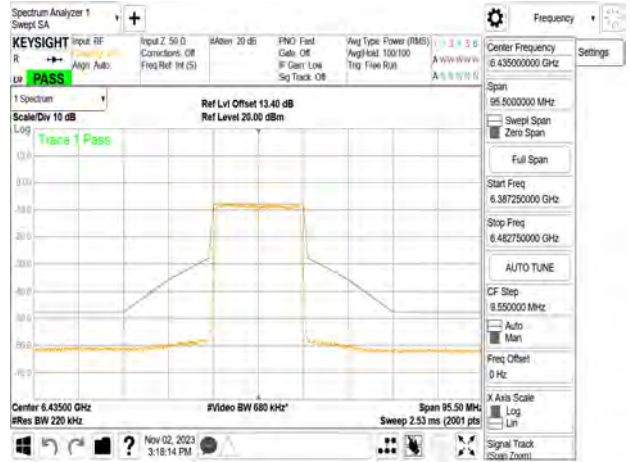 Spectrum Analyzer 1
Swept SA
+
Frequency
KEYSIGHT Input: RF Input Z: 50 Ω #Atten: 20 dB PNO: Fast Avg Type: Power (RMS)
Corrections: Off Gate: Off Avg|Hold: 100/100
R Align: Auto Freq Ref: Int (S) IF Gain: Low Trig: Free Run
Sig Track: Off
PASS
Center Frequency
6.435000000 GHz
Settings
Span
95.5000000 MHz
Swept Span
Zero Span
Full Span
Start Freq
6.387250000 GHz
Stop Freq
6.482750000 GHz
AUTO TUNE
CF Step
9.550000 MHz
Auto
Man
Freq Offset
0 Hz
X Axis Scale
Log
Lin
Signal Track
(Span Zoom)
1 Spectrum
Scale/Div 10 dB
Ref Lvl Offset 13.40 dB
Ref Level 20.00 dBm
Log
Trace 1 Pass
Center 6.43500 GHz
#Res BW 220 kHz
#Video BW 680 kHz*
Span 95.50 MHz
Sweep 2.53 ms (2001 pts
?
Nov 02, 2023
3:18:14 PM